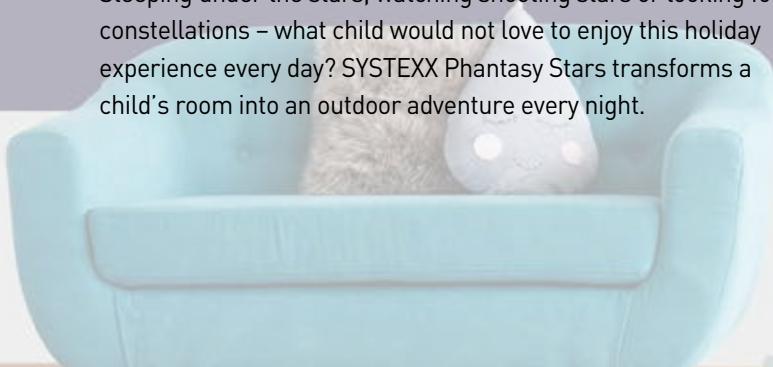 Sleeping under the stars, watching shooting stars or looking
constellations – what child would not love to enjoy this holiday
experience every day? SYSTEXX Phantasy Stars transforms a
child's room into an outdoor adventure every night.